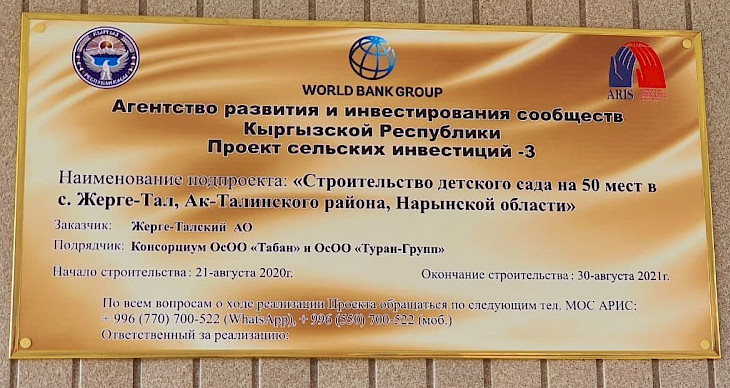 КЫРГЫЗ
РЕСПУБЛИКАСЫ
WORLD BANK GROUP
ARIS
Агентство развития и инвестирования сообществ
Кыргызской Республики
Проект сельских инвестиций -3
Наименование подпроекта: «Строительство детского сада на 50 мест в
с. Жерге-Тал, Ак-Талинского района, Нарынской области»
Заказчик: Жерге-Талский АО
Подрядчик: Консорциум ОсОО «Табан» и ОсОО «Туран-Групп»
Начало строительства : 21-августа 2020г. Окончание строительства : 30-августа 2021г.
По всем вопросам о ходе реализации Проекта обращаться по следующим тел. МОС АРИС:
+ 996 (770) 700-522 (WhatsApp), + 996 (550) 700-522 (моб.)
Ответственный за реализацию: